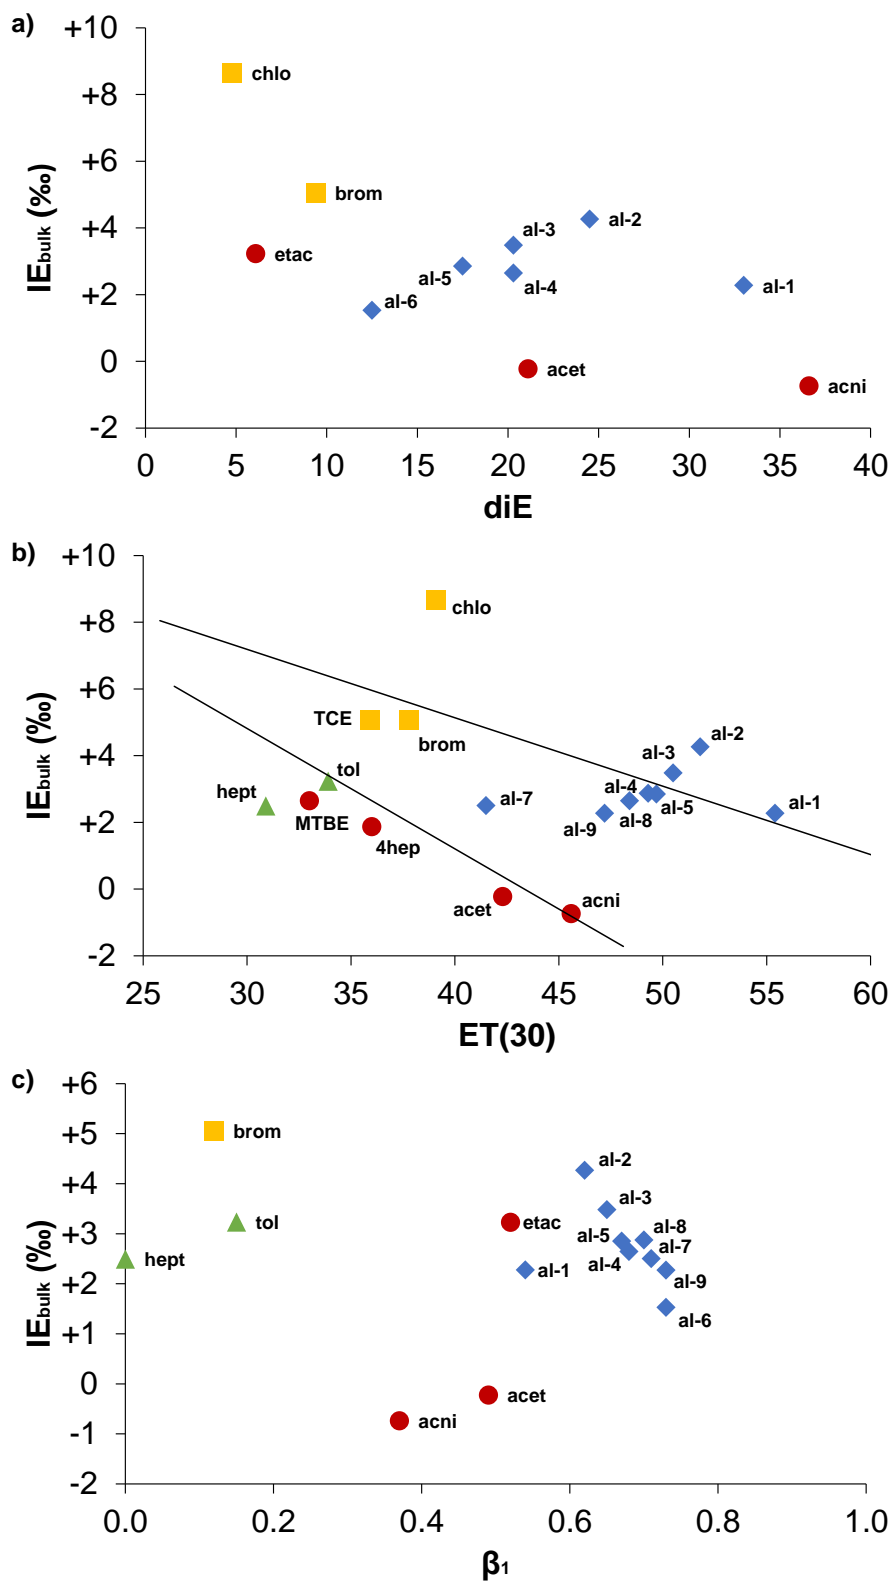 a)
+10
+8
+6
+4
+2
0
-2
IEbulk (‰)
chlo
brom
etac
al-3
al-2
al-5
al-4
al-6
al-1
acet
acni
0 5 10 15 20 25 30 35 40
diE
b)
+10
+8
+6
+4
+2
0
-2
IEbulk (‰)
chlo
TCE
brom
al-2
al-3
tol
hept
al-4
al-7
al-5
al-1
MTBE
al-9
al-8
4hep
acet
acni
25 30 35 40 45 50 55 60
ET(30)
c)
+6
+5
+4
+3
+2
+1
0
-1
-2
IEbulk (‰)
brom
al-2
al-3
tol
etac
al-5
al-8
al-7
hept
al-1
al-4
al-9
al-6
acet
acni
0.0 0.2 0.4 0.6 0.8 1.0
β1